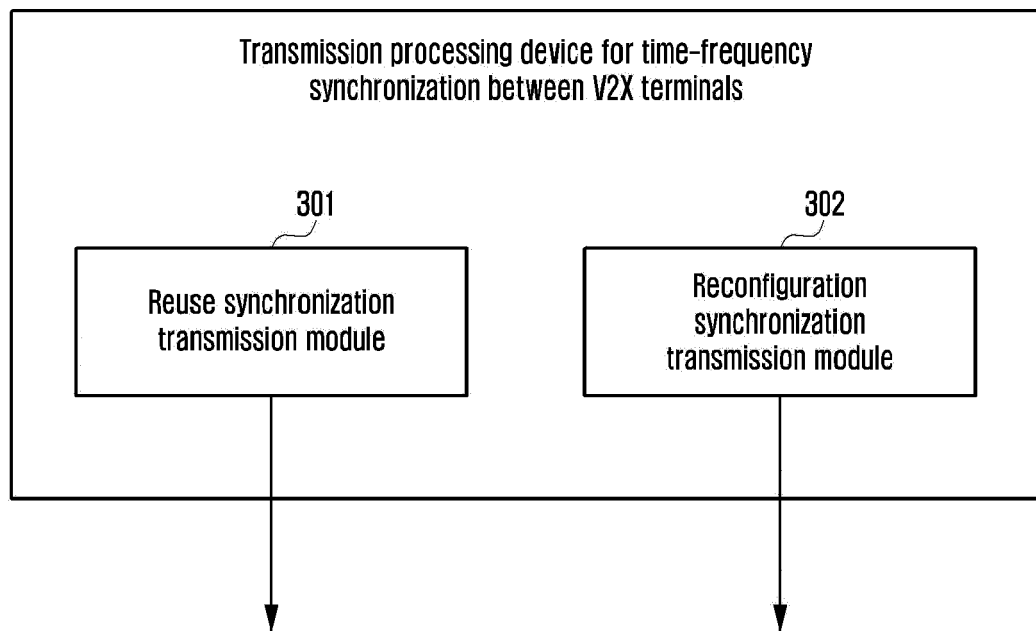 Transmission processing device for time-frequency
synchronization between V2X terminals
301
302
Reuse synchronization
transmission module
Reconfiguration
synchronization
transmission module